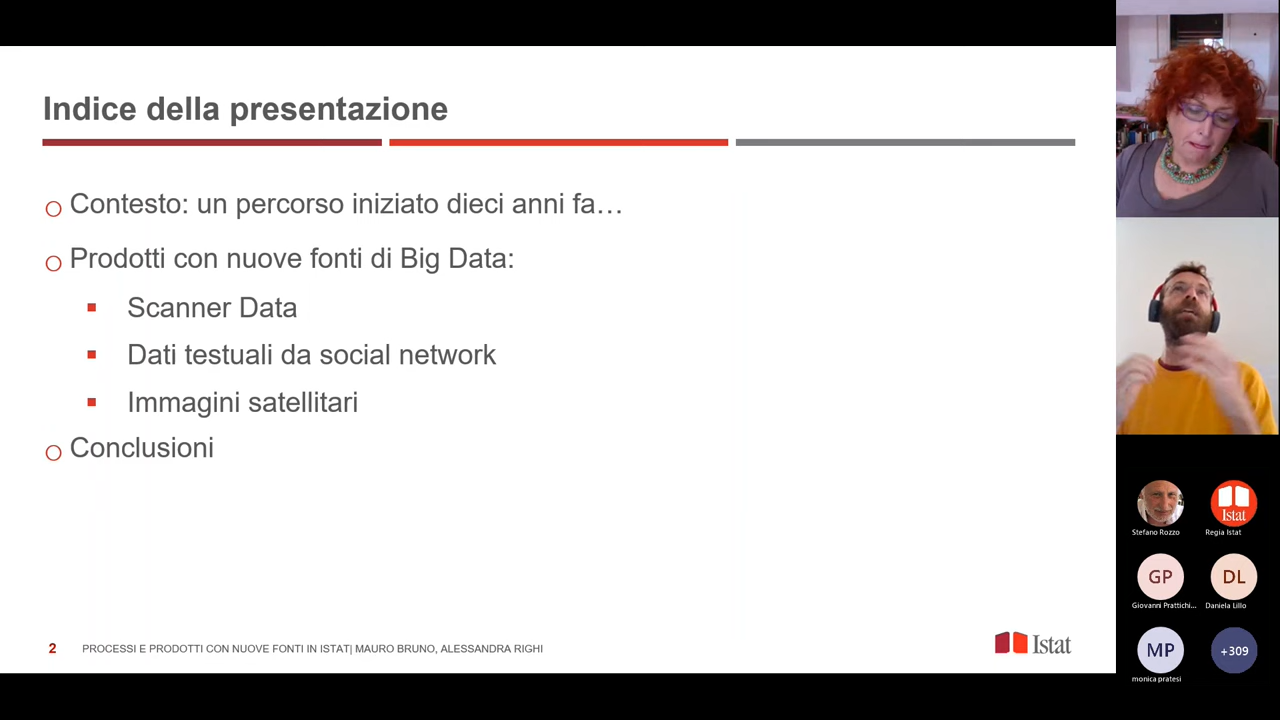 Indice della presentazione
Contesto: un percorso iniziato dieci anni fa…
Prodotti con nuove fonti di Big Data:
Scanner Data
Dati testuali da social network
Immagini satellitari
Conclusioni
2 PROCESSI E PRODOTTI CON NUOVE FONTI IN ISTAT| MAURO BRUNO, ALESSANDRA RIGHI
Istat
Istat
Stefano Rozzo Regia Istat
GP DL
Giovanni Prattichi... Daniela Lillo
MP +309
monica pratesi